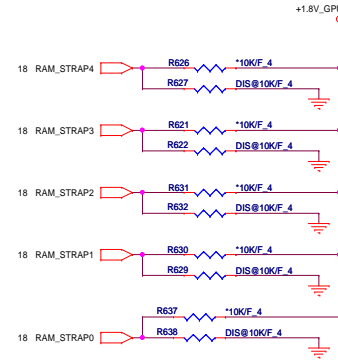 +1.8V_GPU
R626 *10K/F_4
18 RAM_STRAP4
R627 DIS@10K/F_4
R621 *10K/F_4
18 RAM_STRAP3
R622 DIS@10K/F_4
R631 *10K/F_4
18 RAM_STRAP2
R632 DIS@10K/F_4
R630 *10K/F_4
18 RAM_STRAP1
R629 DIS@10K/F_4
R637 *10K/F_4
18 RAM_STRAP0
R638 DIS@10K/F_4